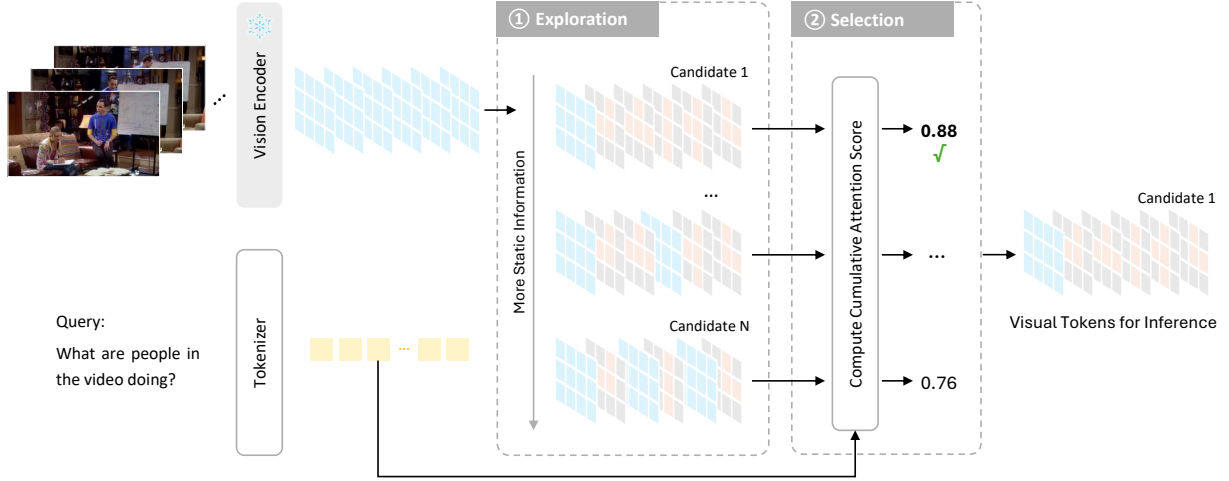 ① Exploration
② Selection
Vision Encoder
Candidate 1
0.88
√
...
...
More Static Information
...
Compute Cumulative Attention Score
...
Candidate 1
Visual Tokens for Inference
Query:
What are people in
the video doing?
Tokenizer
...
Candidate N
0.76